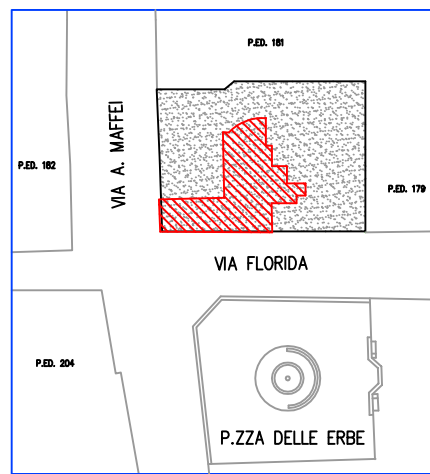 P.ED. 181
VIA A. MAFFEI
P.ED. 182
P.ED. 179
VIA FLORIDA
P.ED. 204
P.ZZA DELLE ERBE